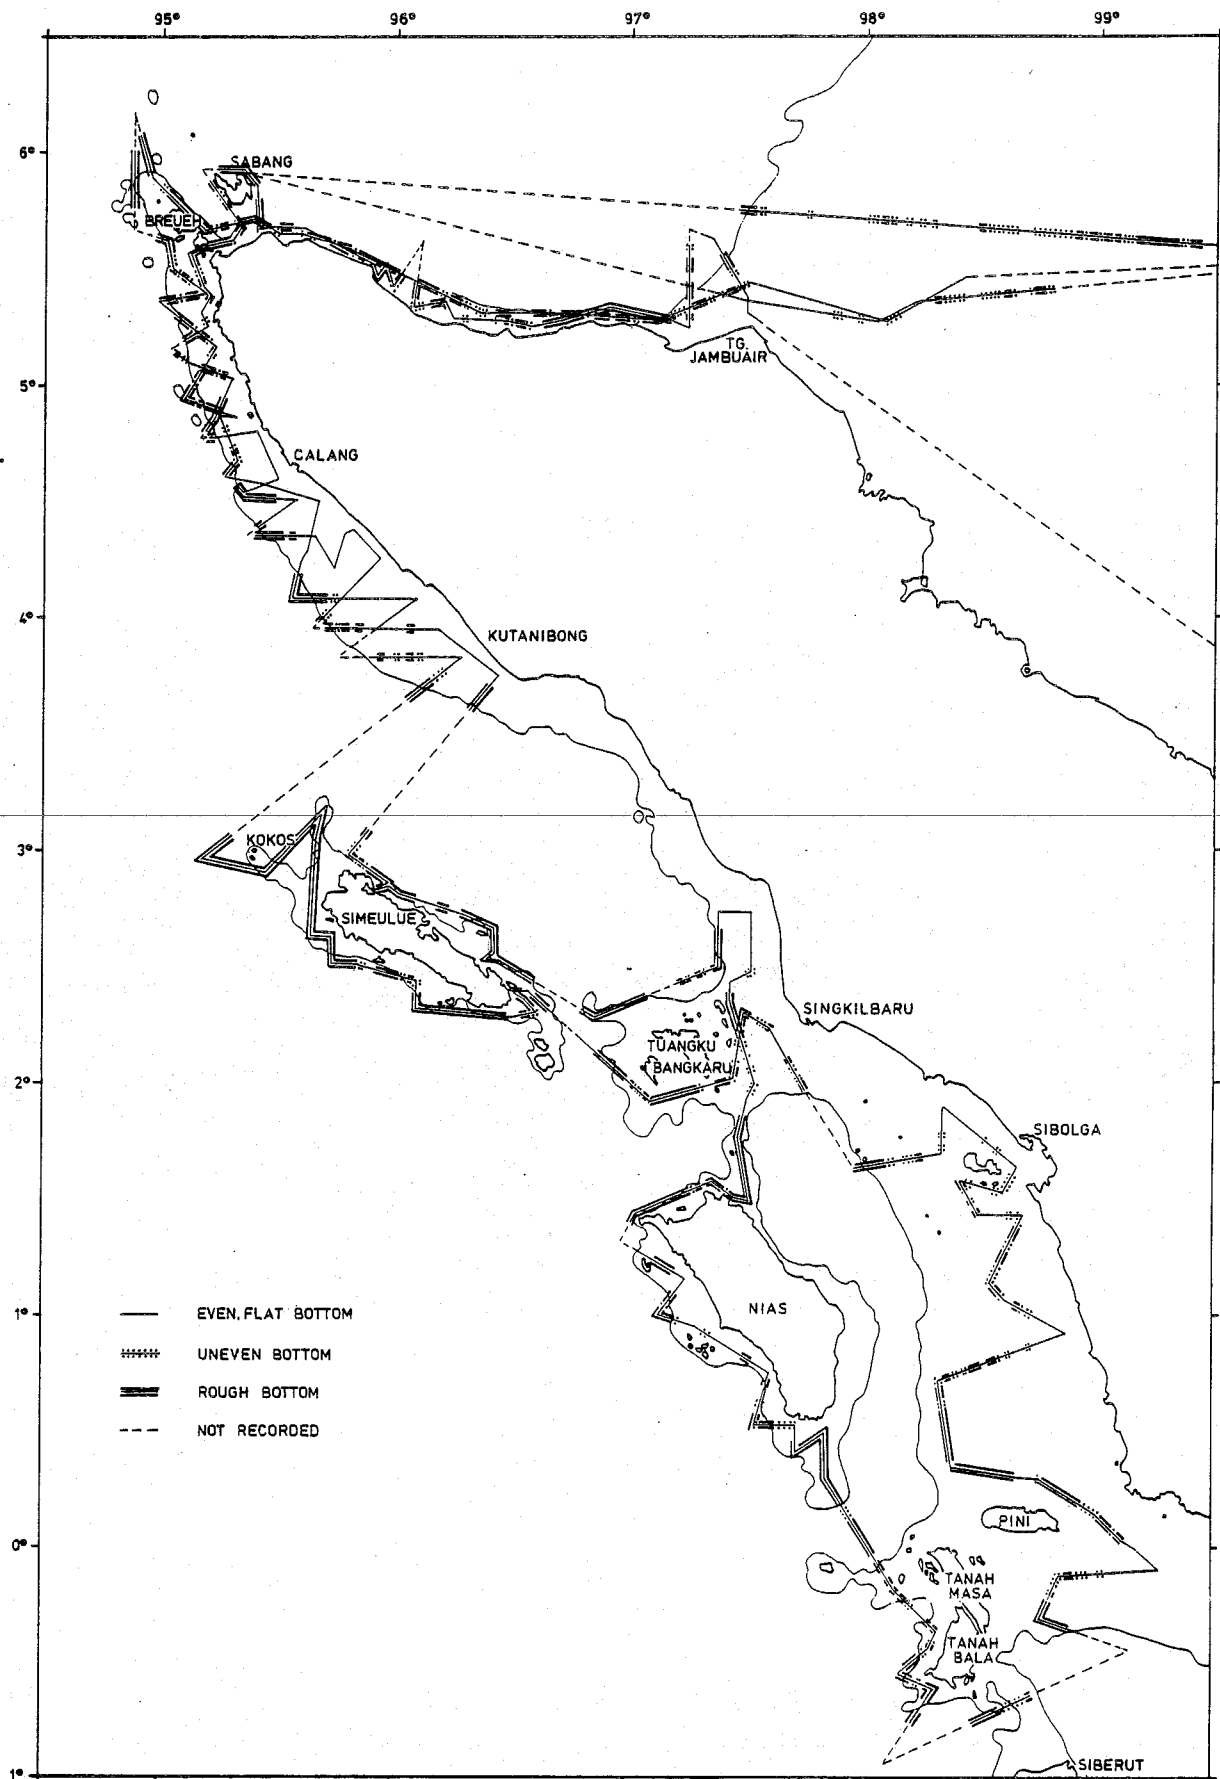 95° 96° 97° 98° 99°
6°
SABANG
BREUEH
TG.
JAMBUAIR
5°
CALANG
4°
KUTANIBONG
3°
KOKOS
SIMEULUE
SINGKILBARU
TUANGKU
BANGKARU
2°
SIBOLGA
1°
NIAS
EVEN, FLAT BOTTOM
UNEVEN BOTTOM
ROUGH BOTTOM
NOT RECORDED
PINI
0°
TANAH
MASA
TANAH
BALA
SIBERUT
1°